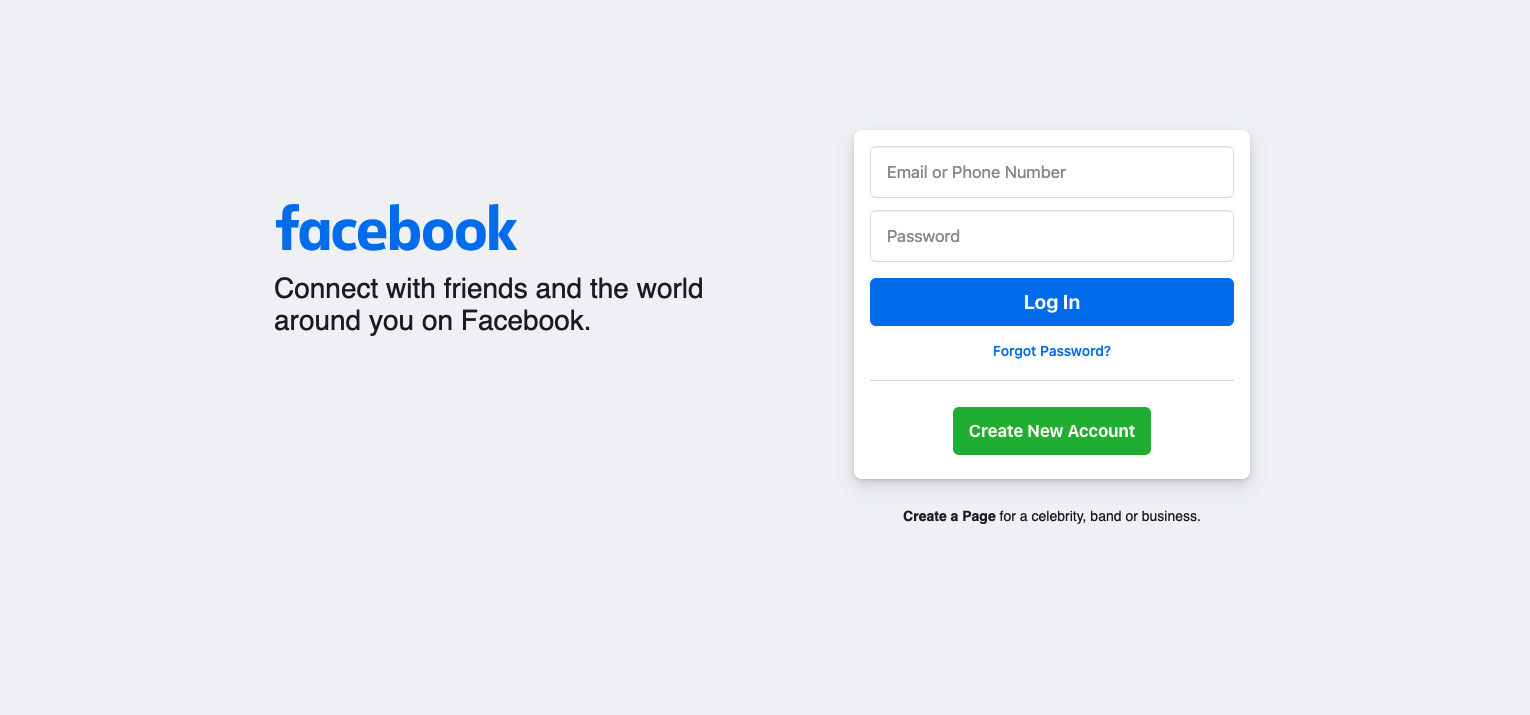 facebook
Connect with friends and the world
around you on Facebook.
Email or Phone Number
Password
Log In
Forgot Password?
Create New Account
Create a Page for a celebrity, band or business.